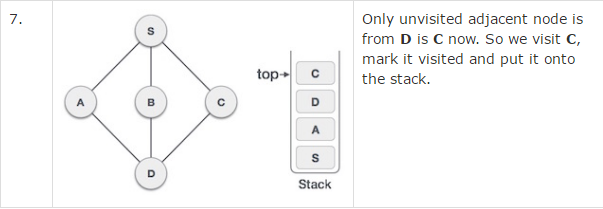 7.
S
A
B
C
D
top
C
D
A
S
Stack
Only unvisited adjacent node is
from D is C now. So we visit C,
mark it visited and put it onto
the stack.